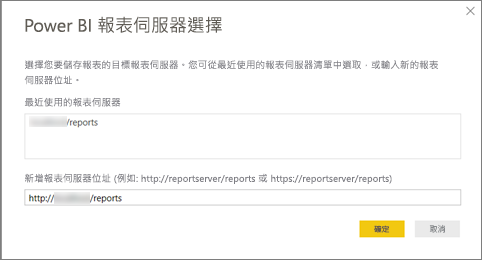 Power BI 報表伺服器選擇
選擇您要儲存報表的目標報表伺服器。您可從最近使用的報表伺服器清單中選取，或輸入新的報表
伺服器位址。
最近使用的報表伺服器
/reports
新增報表伺服器位址 (例如: http://reportserver/reports 或 https://reportserver/reports)
http:// /reports
確定
取消